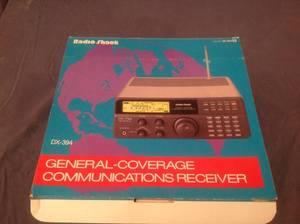 Radio Shack
DX-394
GENERAL-COVERAGE
COMMUNICATIONS RECEIVER